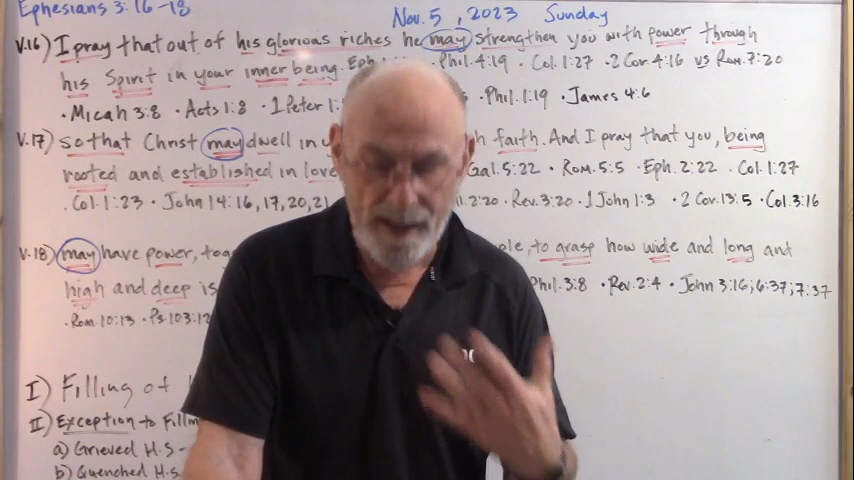 Ephesians 3:16-18
Nov. 5, 2023 Sunday
V.16) I pray that out of his glorious riches he may strengthen you with power through
his Spirit in your inner being. Eph • Phil. 4:19 • Col. 1:27 • 2 Cor. 4:16 vs Rom. 7:20
• Micah 3:8 • Acts 1:8 • 1 Peter 1: 5 • Phil. 1:19 • James 4:6
V.17) so that Christ may dwell in faith. And I pray that you, being
rooted and established in love Gal. 5:22 • Rom. 5:5 • Eph. 2:22 • Col. 1:27
• Col. 1:23 • John 14:16, 17, 20, 21 2:20 • Rev. 3:20 • 1 John 1:3 • 2 Cor. 13:5 • Col. 3:16
V.18) may have power, to grasp how wide and long and
high and deep is Phil. 3:8 • Rev. 2:4 • John 3:16; 6:37; 7:37
• Rom. 10:13 • Ps. 103:12
I) Filling of
II) Exception to Filling
a) Grieved H.S -
b) Quenched H.S.